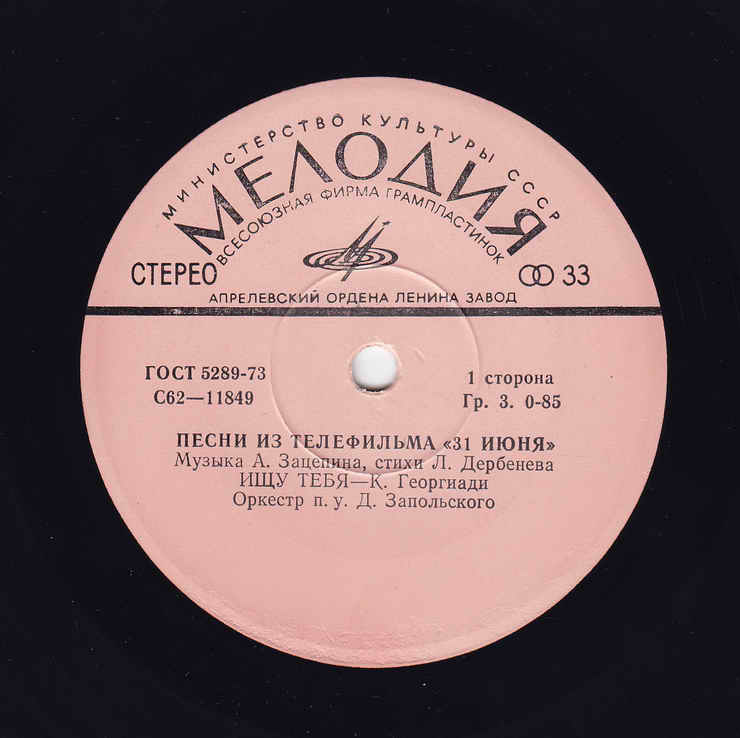 МИНИСТЕРСТВО КУЛЬТУРЫ СССР
МЕЛОДИЯ
ВСЕСОЮЗНАЯ ФИРМА ГРАМПЛАСТИНОК
СТЕРЕО
33
АПРЕЛЕВСКИЙ ОРДЕНА ЛЕНИНА ЗАВОД
ГОСТ 5289-73
1 сторона
С62—11849
Гр. 3. 0-85
ПЕСНИ ИЗ ТЕЛЕФИЛЬМА «31 ИЮНЯ»
Музыка А. Зацепина, стихи Л. Дербенева
ИЩУ ТЕБЯ—К. Георгиади
Оркестр п. у. Д. Запольского